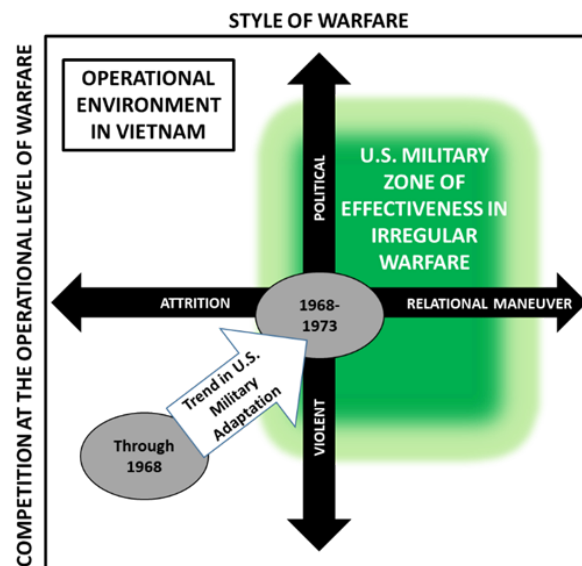 STYLE OF WARFARE
COMPETITION AT THE OPERATIONAL LEVEL OF WARFARE
OPERATIONAL
ENVIRONMENT
IN VIETNAM
POLITICAL
U.S. MILITARY
ZONE OF
EFFECTIVENESS IN
IRREGULAR
WARFARE
ATTRITION
1968-
1973
RELATIONAL MANEUVER
Trend in U.S.
Military
Adaptation
VIOLENT
Through
1968